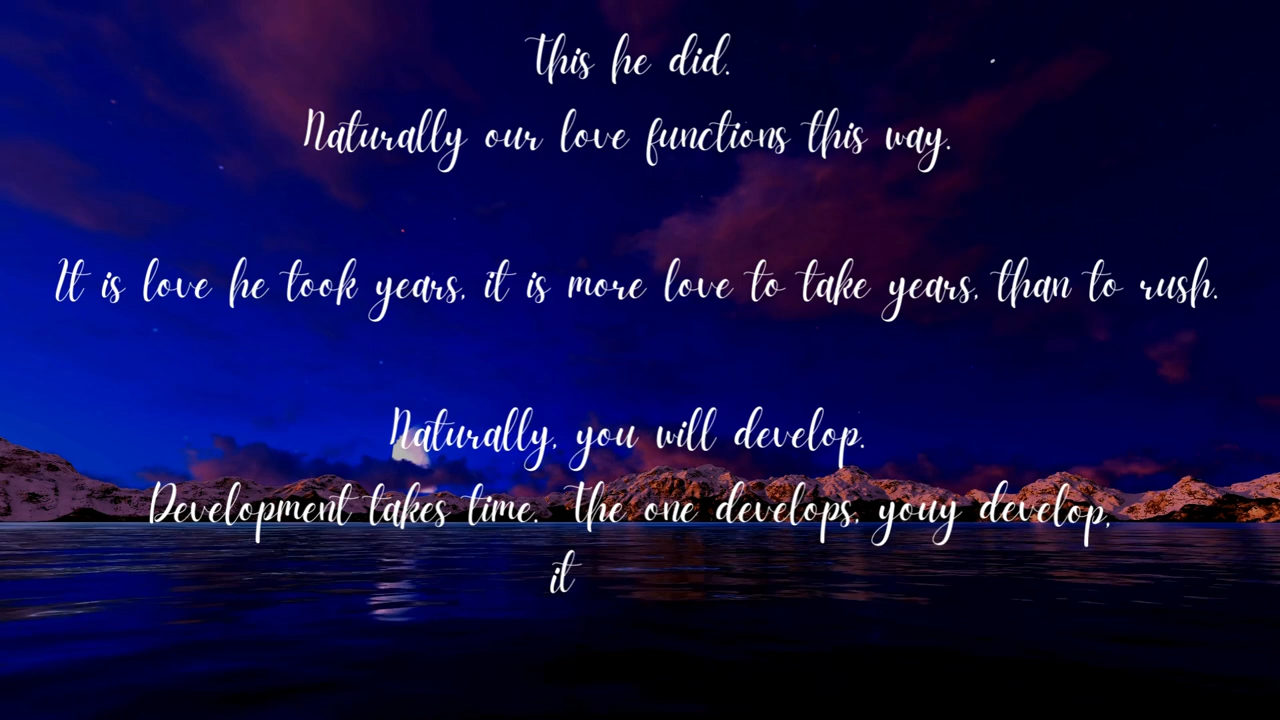 this he did.
Naturally our love functions this way.
It is love he took years, it is more love to take years, than to rush.
Naturally, you will develop.
Development takes time. The one develops, youy develop,
it